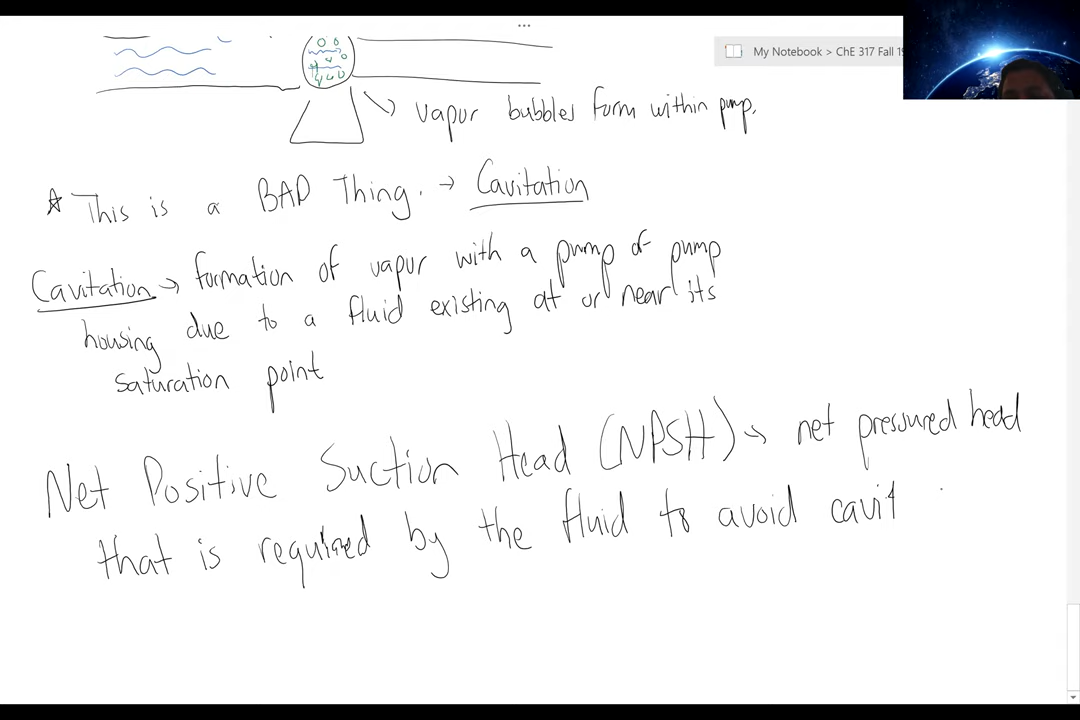 My Notebook > ChE 317 Fall 19
vapor bubbles form within pump.
This is a BAD Thing. → Cavitation
Cavitation → formation of vapor with a pump of pump
housing due to a fluid existing at or near its
saturation point
Net Positive Suction Head (NPSH) → net pressured head
that is required by the fluid to avoid cavit